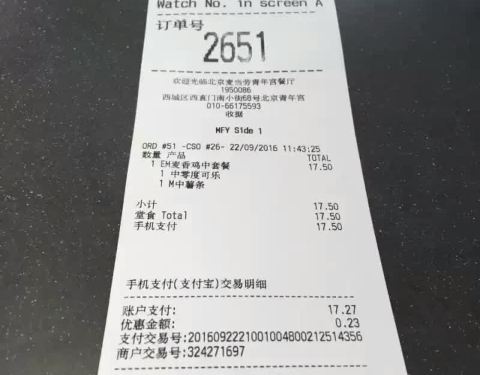 Watch No. in screen A
订单号
2651
欢迎光临北京麦当劳青年宫餐厅
1950086
西城区西直门南小街68号北京青年宫
010-66175593
收据
MFY Side 1
ORD #51 -CSO #26- 22/09/2016 11:43:25
数量 产品 TOTAL
1 EM麦香鸡中套餐 17.50
1 中零度可乐
1 M中薯条
小计 17.50
堂食 Total 17.50
手机支付 17.50
手机支付(支付宝)交易明细
账户支付: 17.27
优惠金额: 0.23
支付交易号:2016092221001004800212514356
商户交易号:324271697